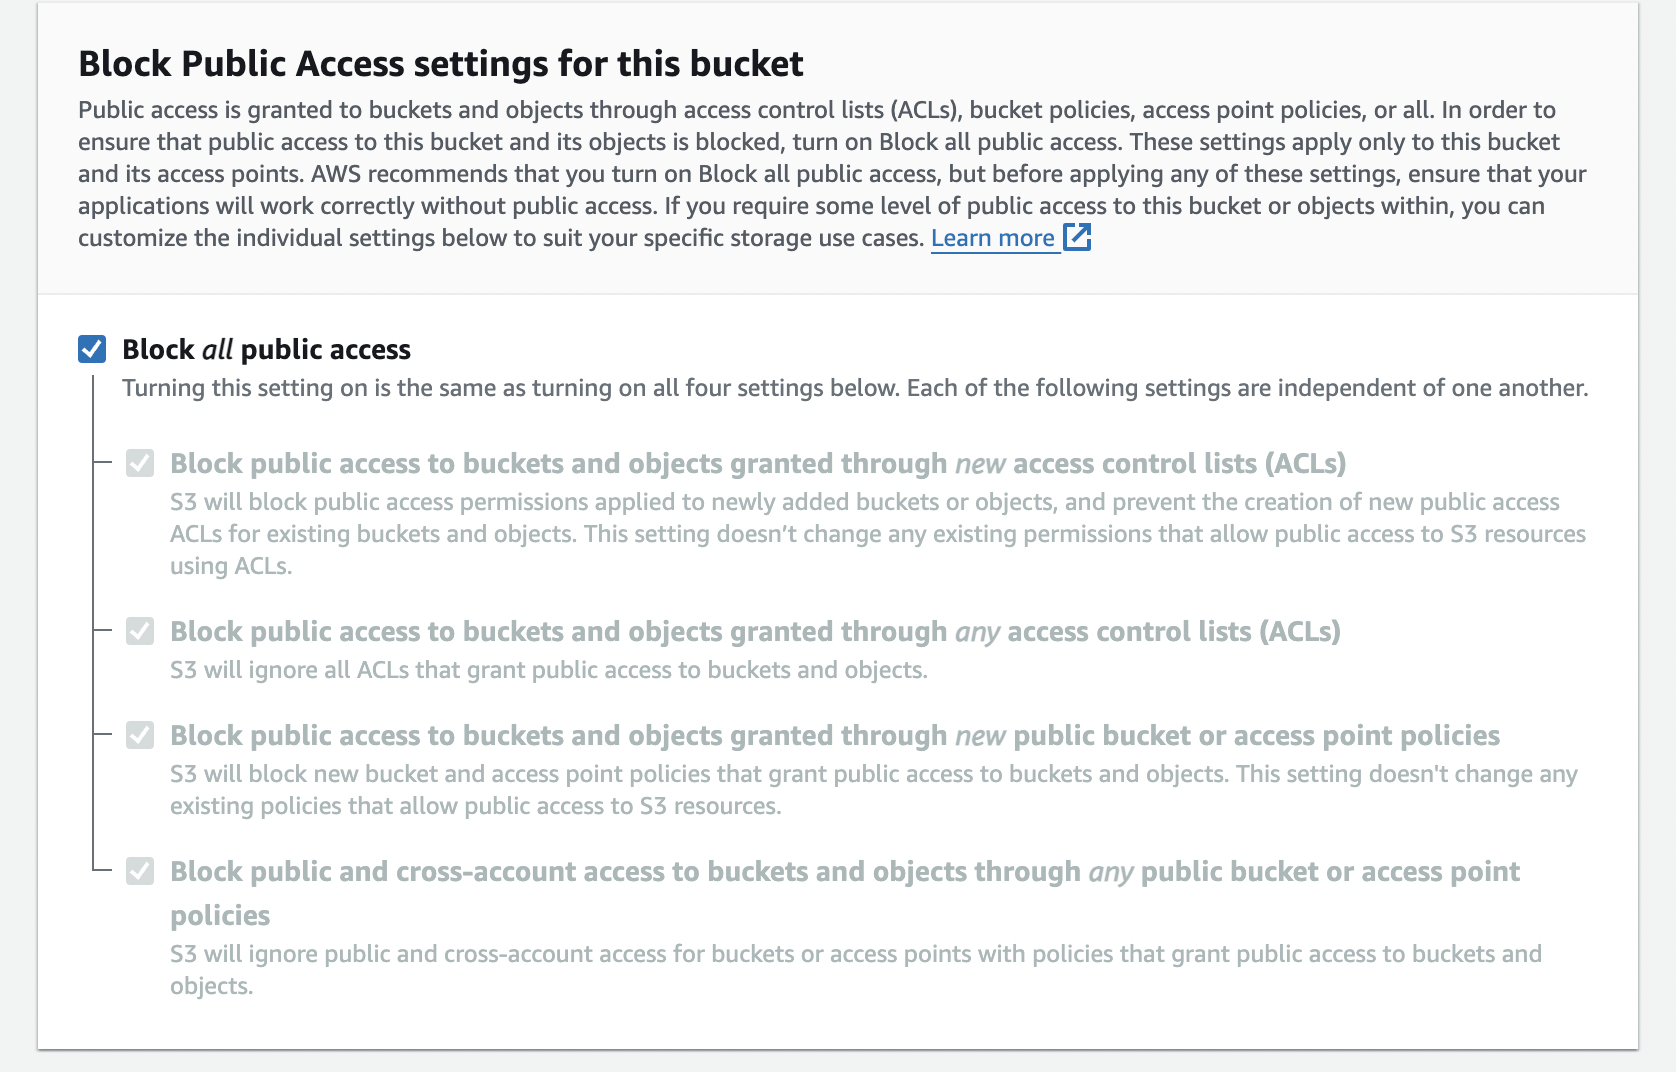 Block Public Access settings for this bucket
Public access is granted to buckets and objects through access control lists (ACLs), bucket policies, access point policies, or all. In order to
ensure that public access to this bucket and its objects is blocked, turn on Block all public access. These settings apply only to this bucket
and its access points. AWS recommends that you turn on Block all public access, but before applying any of these settings, ensure that your
applications will work correctly without public access. If you require some level of public access to this bucket or objects within, you can
customize the individual settings below to suit your specific storage use cases. Learn more
Block all public access
Turning this setting on is the same as turning on all four settings below. Each of the following settings are independent of one another.
Block public access to buckets and objects granted through new access control lists (ACLs)
S3 will block public access permissions applied to newly added buckets or objects, and prevent the creation of new public access
ACLs for existing buckets and objects. This setting doesn’t change any existing permissions that allow public access to S3 resources
using ACLs.
Block public access to buckets and objects granted through any access control lists (ACLs)
S3 will ignore all ACLs that grant public access to buckets and objects.
Block public access to buckets and objects granted through new public bucket or access point policies
S3 will block new bucket and access point policies that grant public access to buckets and objects. This setting doesn't change any
existing policies that allow public access to S3 resources.
Block public and cross-account access to buckets and objects through any public bucket or access point
policies
S3 will ignore public and cross-account access for buckets or access points with policies that grant public access to buckets and
objects.